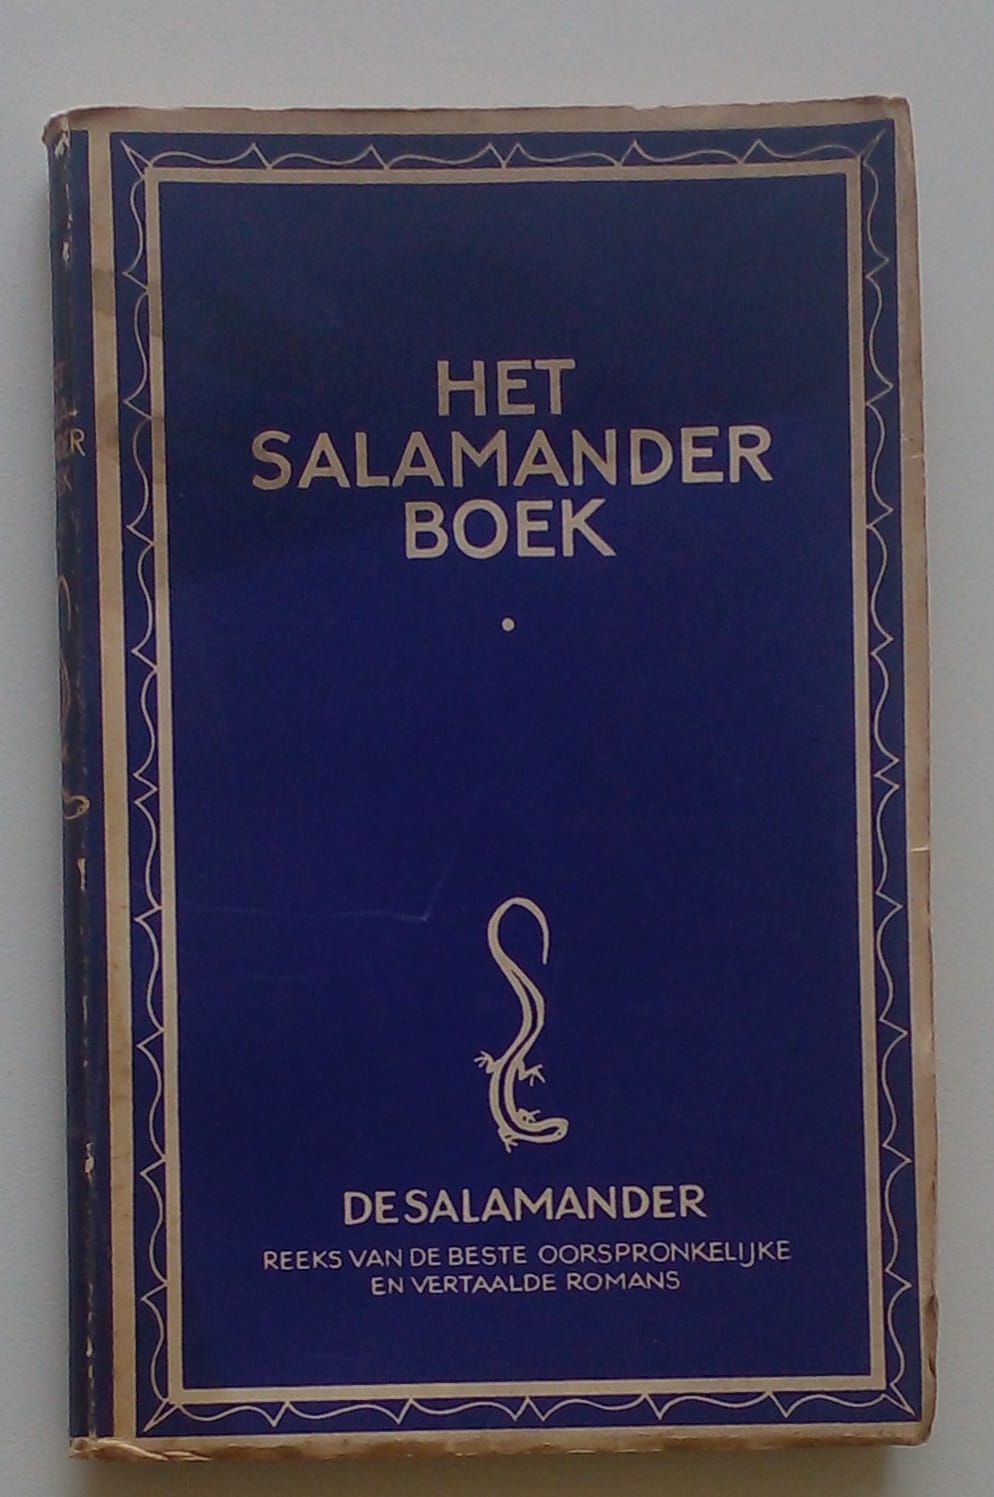 HET
SALAMANDER
BOEK
DE SALAMANDER
REEKS VAN DE BESTE OORSPRONKELIJKE
EN VERTAALDE ROMANS